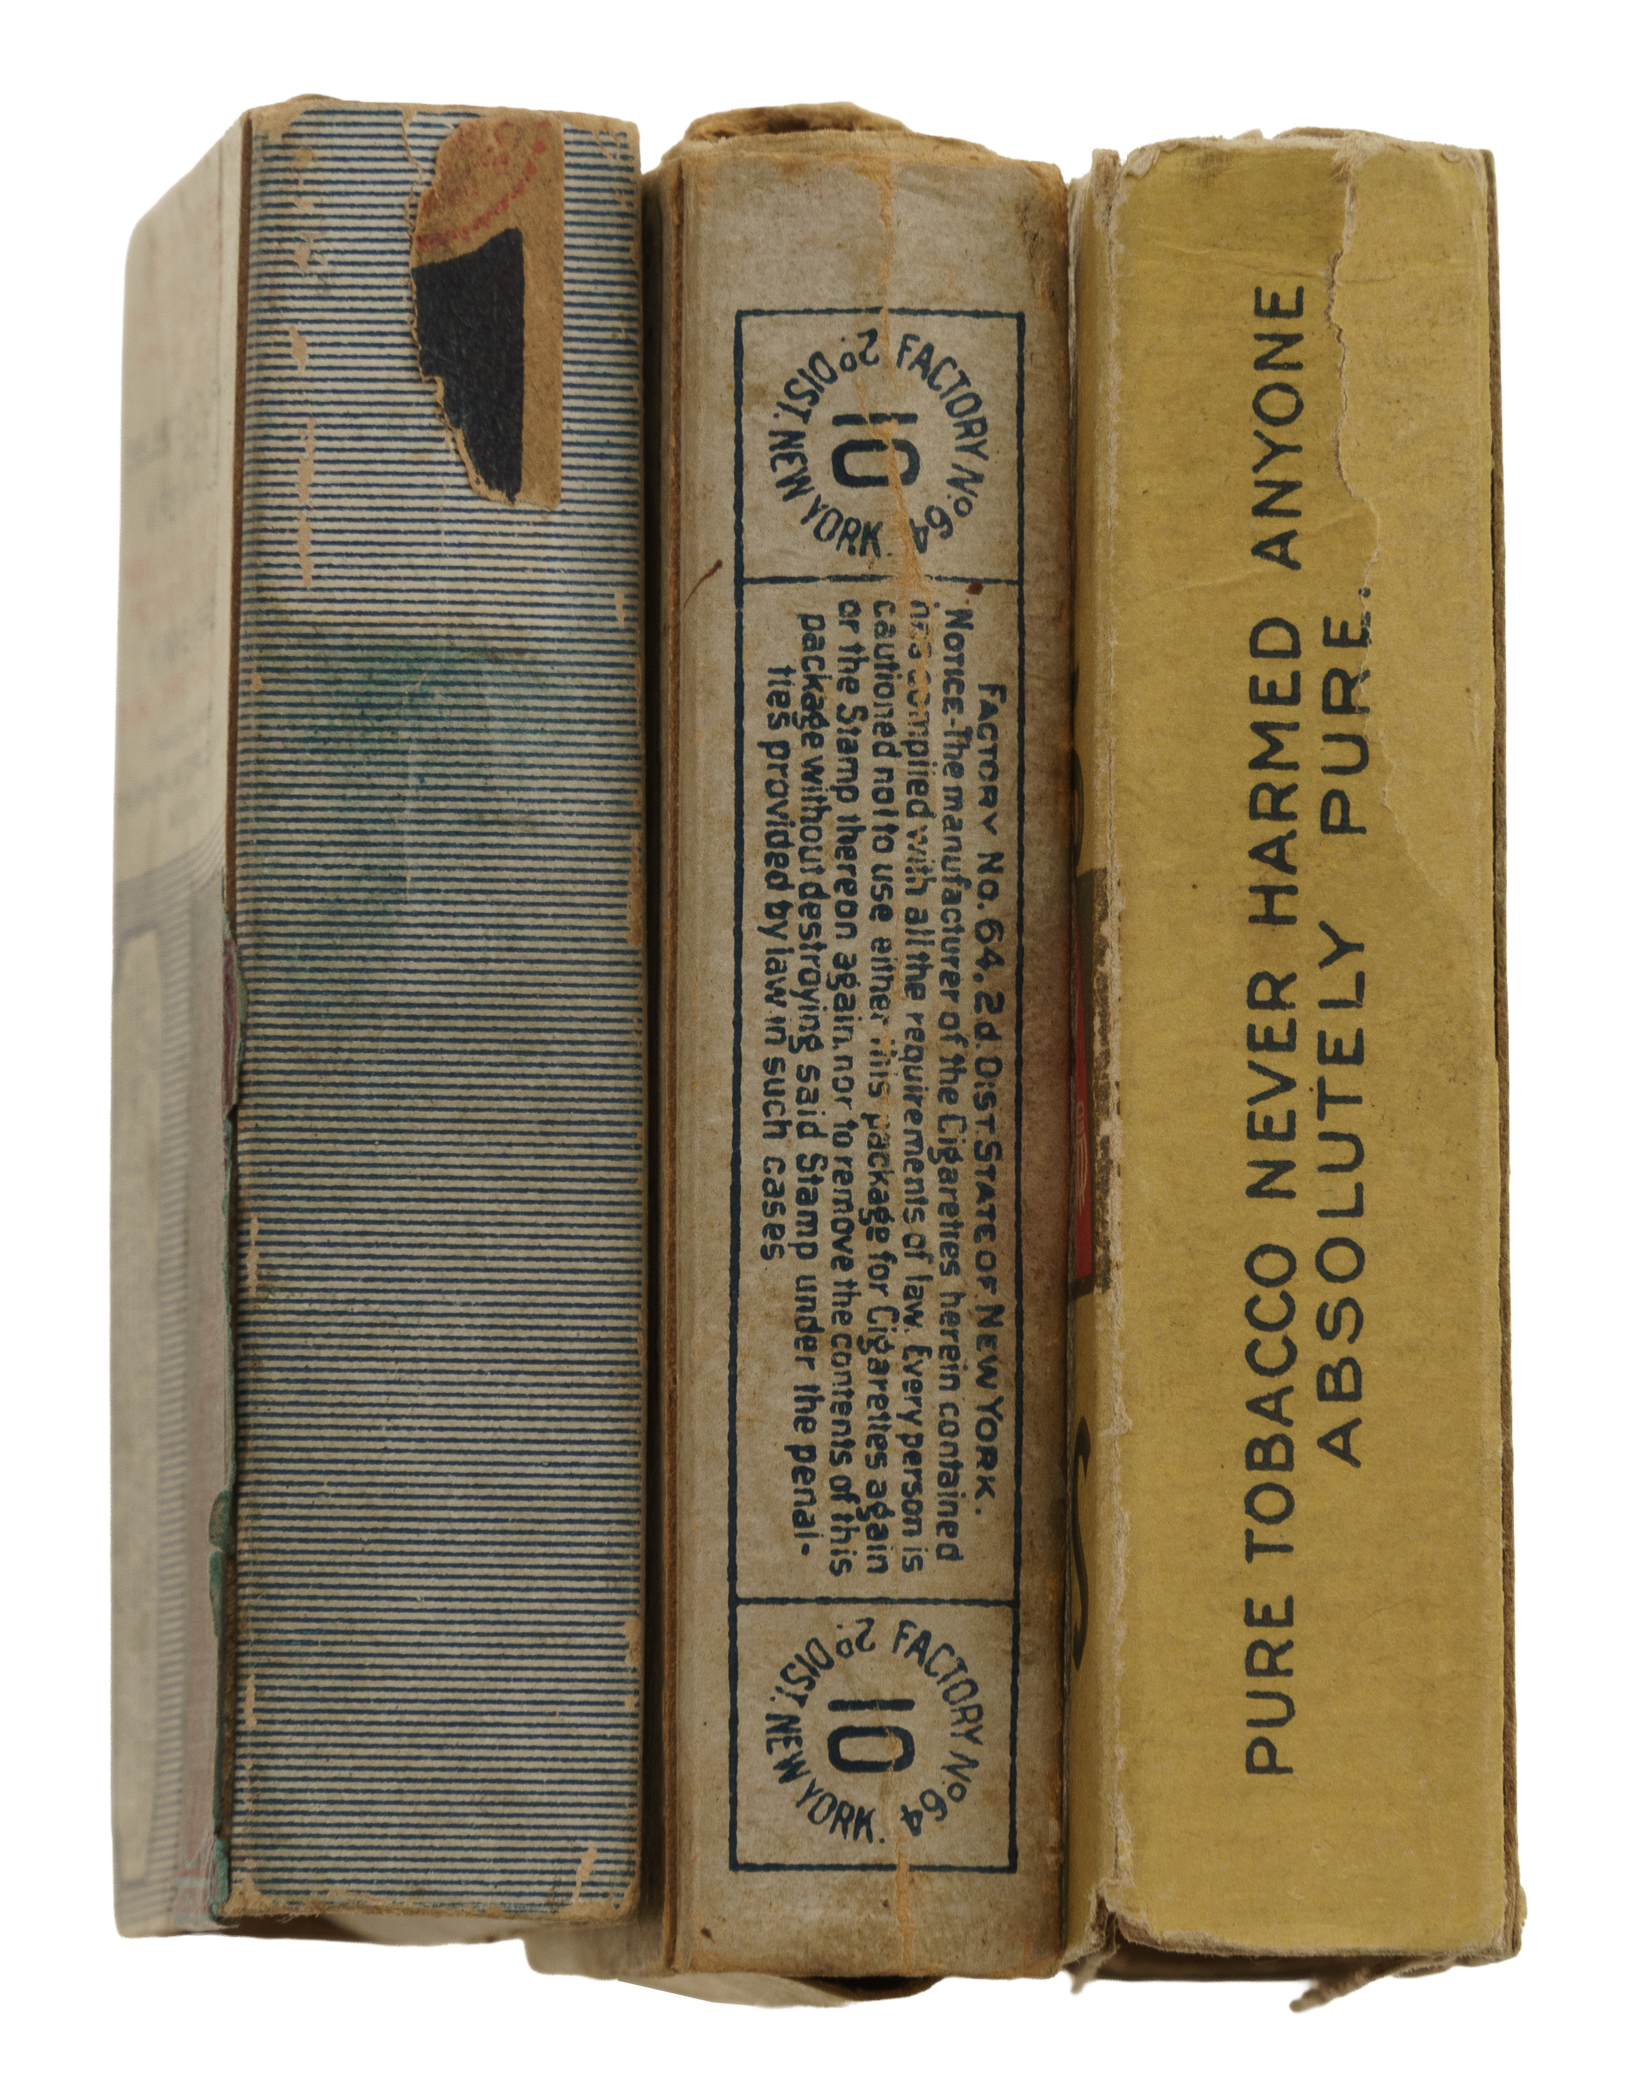 FACTORY No 64
2D DIST. NEW YORK.
10
FACTORY No. 64, 2d. DIST STATE OF NEW YORK.
NOTICE-The manufacturer of the Cigarettes herein contained
has complied with all the requirements of law. Every person is
cautioned not to use either this package for Cigarettes again
or the Stamp thereon again, nor to remove the contents of this
package without destroying said Stamp under the penal-
ties provided by law in such cases
FACTORY No 64
2D DIST. NEW YORK.
10
PURE TOBACCO NEVER HARMED ANYONE
ABSOLUTELY PURE.